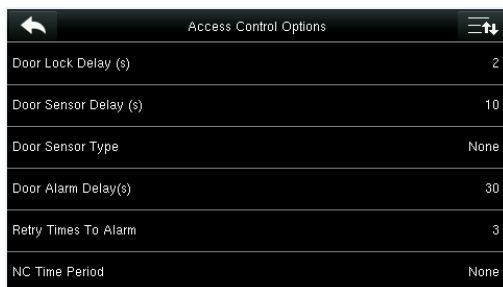 Access Control Options
Door Lock Delay (s) 2
Door Sensor Delay (s) 10
Door Sensor Type None
Door Alarm Delay(s) 30
Retry Times To Alarm 3
NC Time Period None